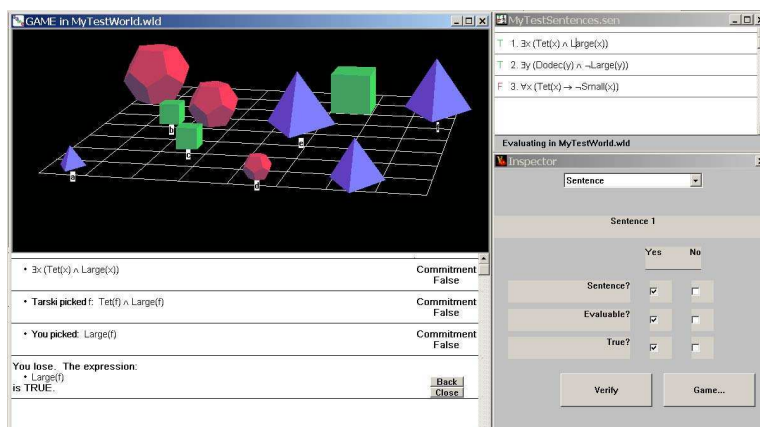 GAME in MyTestWorld.wld
b
c
e
f
a
d
• ∃x (Tet(x) ∧ Large(x))
Commitment
False
• Tarski picked f: Tet(f) ∧ Large(f)
Commitment
False
• You picked: Large(f)
Commitment
False
You lose. The expression:
• Large(f)
is TRUE.
Back
Close
MyTestSentences.sen
T 1. ∃x (Tet(x) ∧ Large(x))
T 2. ∃y (Dodec(y) ∧ ¬Large(y))
F 3. ∀x (Tet(x) → ¬Small(x))
Evaluating in MyTestWorld.wld
Inspector
Sentence
Sentence 1
Yes No
Sentence?
Evaluable?
True?
Verify Game...